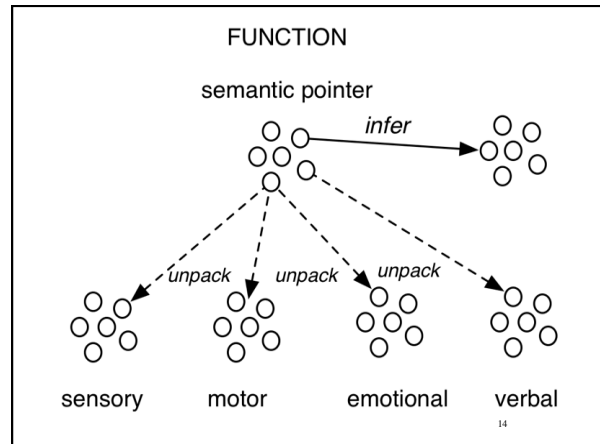 FUNCTION
semantic pointer
infer
unpack unpack unpack
sensory motor emotional verbal
14